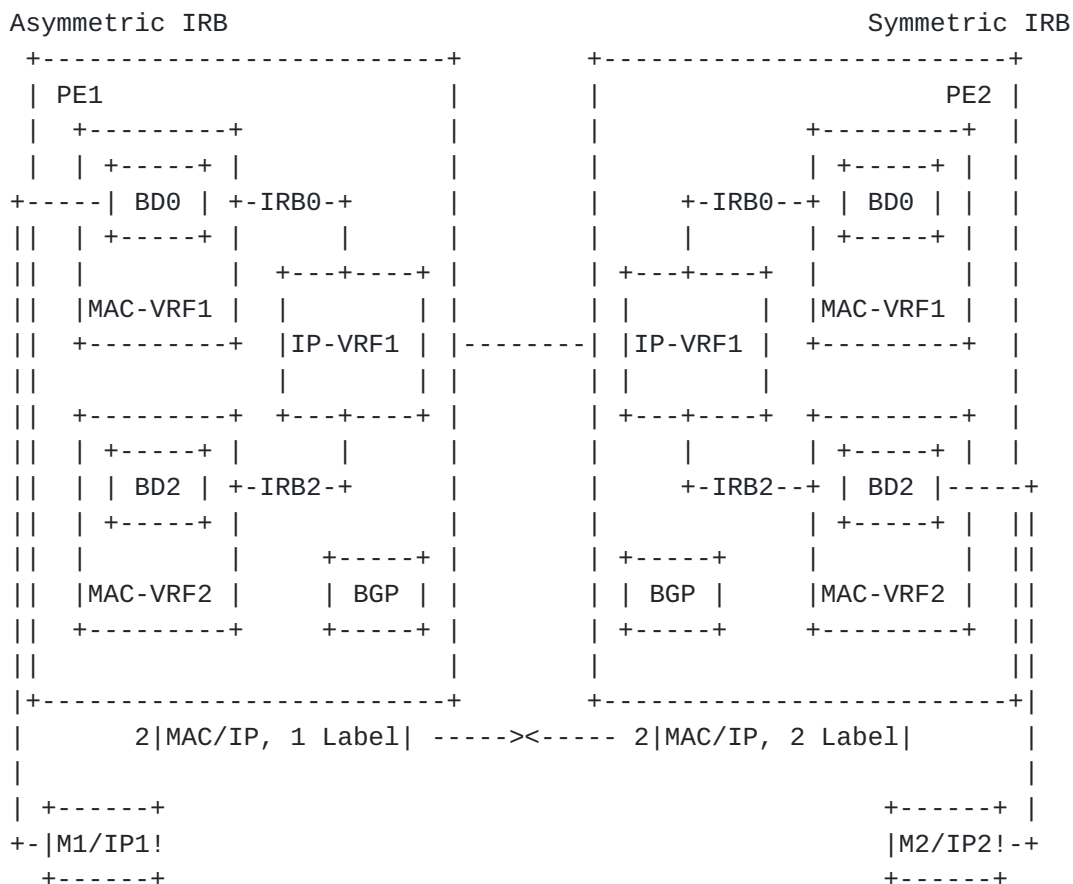 Asymmetric IRB Symmetric IRB
PE1 PE2
BD0 IRB0 IRB0 BD0
MAC-VRF1 MAC-VRF1
IP-VRF1 IP-VRF1
BD2 IRB2 IRB2 BD2
MAC-VRF2 BGP BGP MAC-VRF2
2|MAC/IP, 1 Label| -----><----- 2|MAC/IP, 2 Label|
M1/IP1! M2/IP2!